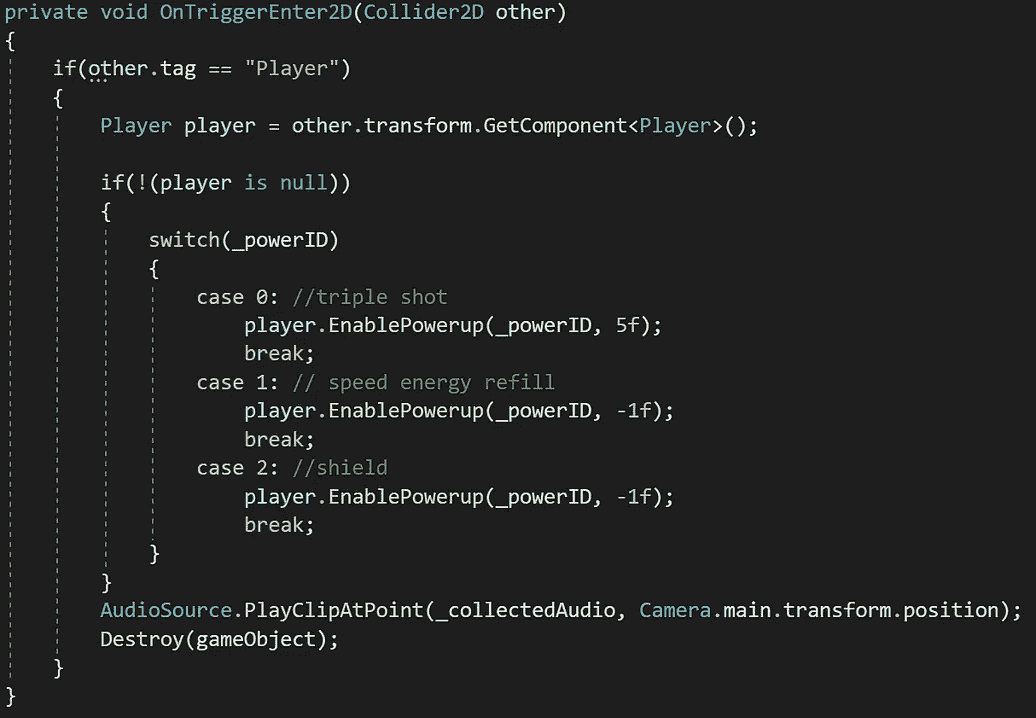 private void OnTriggerEnter2D(Collider2D other)
{
    if(other.tag == "Player")
    {
        Player player = other.transform.GetComponent<Player>();

        if(!(player is null))
        {
            switch(_powerID)
            {
                case 0: //triple shot
                    player.EnablePowerup(_powerID, 5f);
                    break;
                case 1: // speed energy refill
                    player.EnablePowerup(_powerID, -1f);
                    break;
                case 2: //shield
                    player.EnablePowerup(_powerID, -1f);
                    break;
            }
        }
        AudioSource.PlayClipAtPoint(_collectedAudio, Camera.main.transform.position);
        Destroy(gameObject);
    }
}